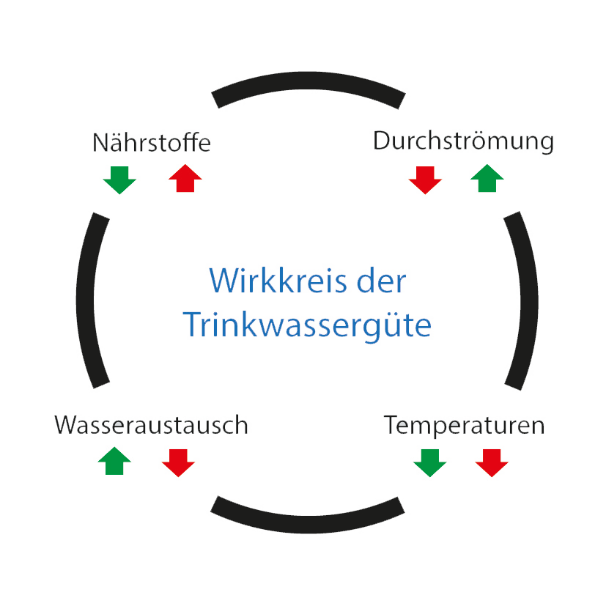 Nährstoffe
Durchströmung
Wirkkreis der
Trinkwassergüte
Wasseraustausch
Temperaturen